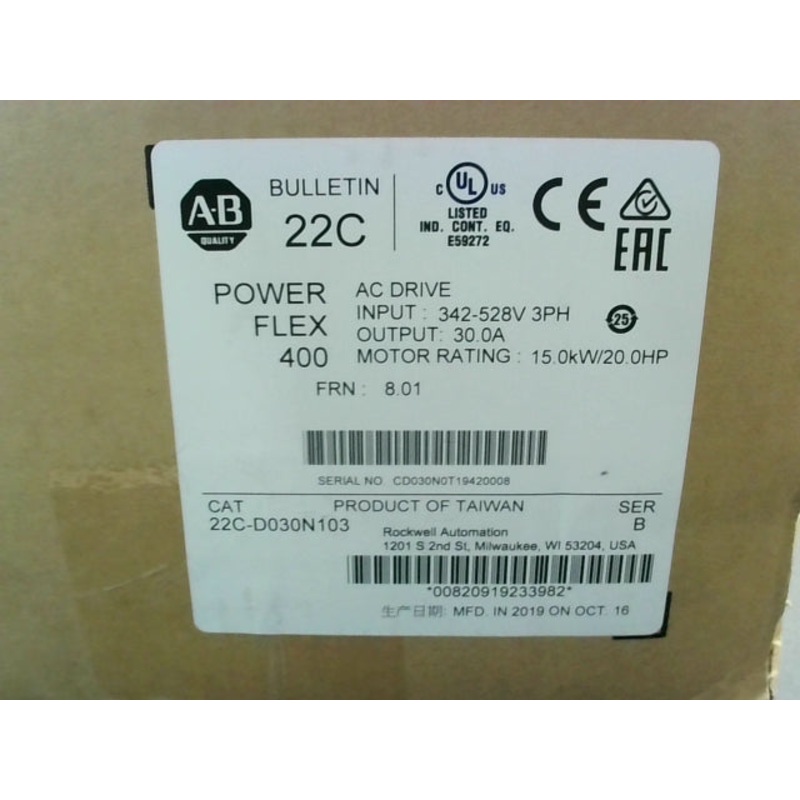 A-B
QUALITY
BULLETIN
22C
C UL US
LISTED
IND. CONT. EQ.
E59272
CE
EAC
POWER
FLEX
400
AC DRIVE
INPUT : 342-528V 3PH
OUTPUT: 30.0A
MOTOR RATING : 15.0kW/20.0HP
25
FRN : 8.01
SERIAL NO. CD030N0T19420008
CAT
22C-D030N103
PRODUCT OF TAIWAN
SER
B
Rockwell Automation
1201 S 2nd St, Milwaukee, WI 53204, USA
*00820919233982*
生产日期: MFD. IN 2019 ON OCT. 16